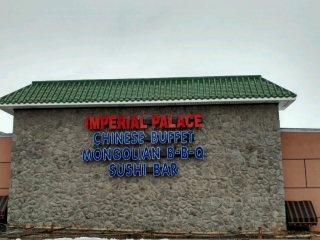 IMPERIAL PALACE
CHINESE BUFFET
MONGOLIAN B-B-Q
SUSHI BAR